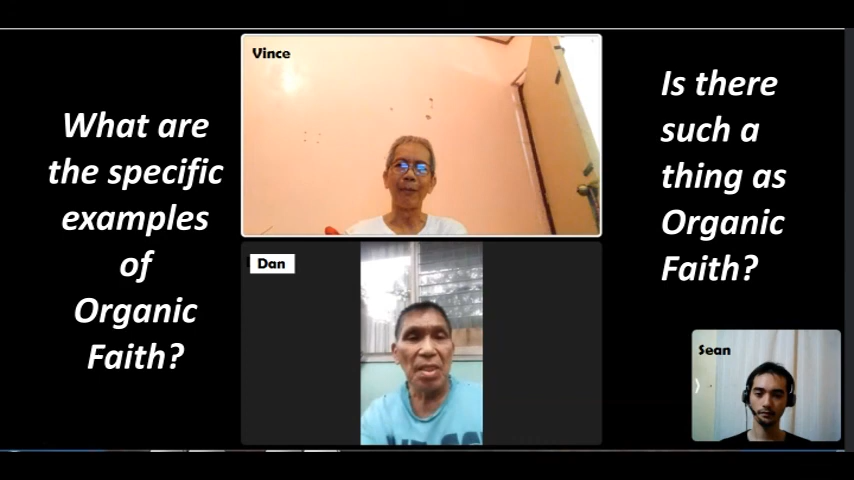 What are
the specific
examples
of
Organic
Faith?
Vince
Dan
Is there
such a
thing as
Organic
Faith?
Sean